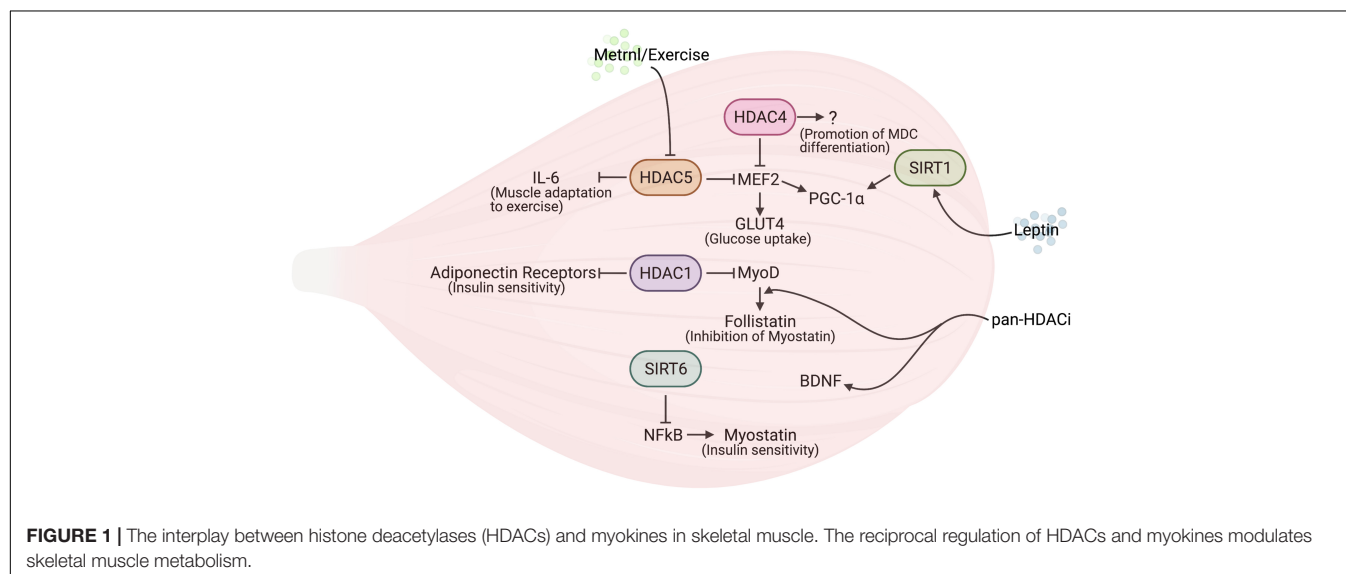 Metrnl/Exercise
HDAC4
?
(Promotion of MDC
differentiation)
SIRT1
IL-6
(Muscle adaptation
to exercise)
HDAC5
MEF2
PGC-1α
GLUT4
(Glucose uptake)
Leptin
Adiponectin Receptors
(Insulin sensitivity)
HDAC1
MyoD
Follistatin
(Inhibition of Myostatin)
pan-HDACi
SIRT6
BDNF
NFkB
Myostatin
(Insulin sensitivity)
FIGURE 1 | The interplay between histone deacetylases (HDACs) and myokines in skeletal muscle. The reciprocal regulation of HDACs and myokines modulates
skeletal muscle metabolism.